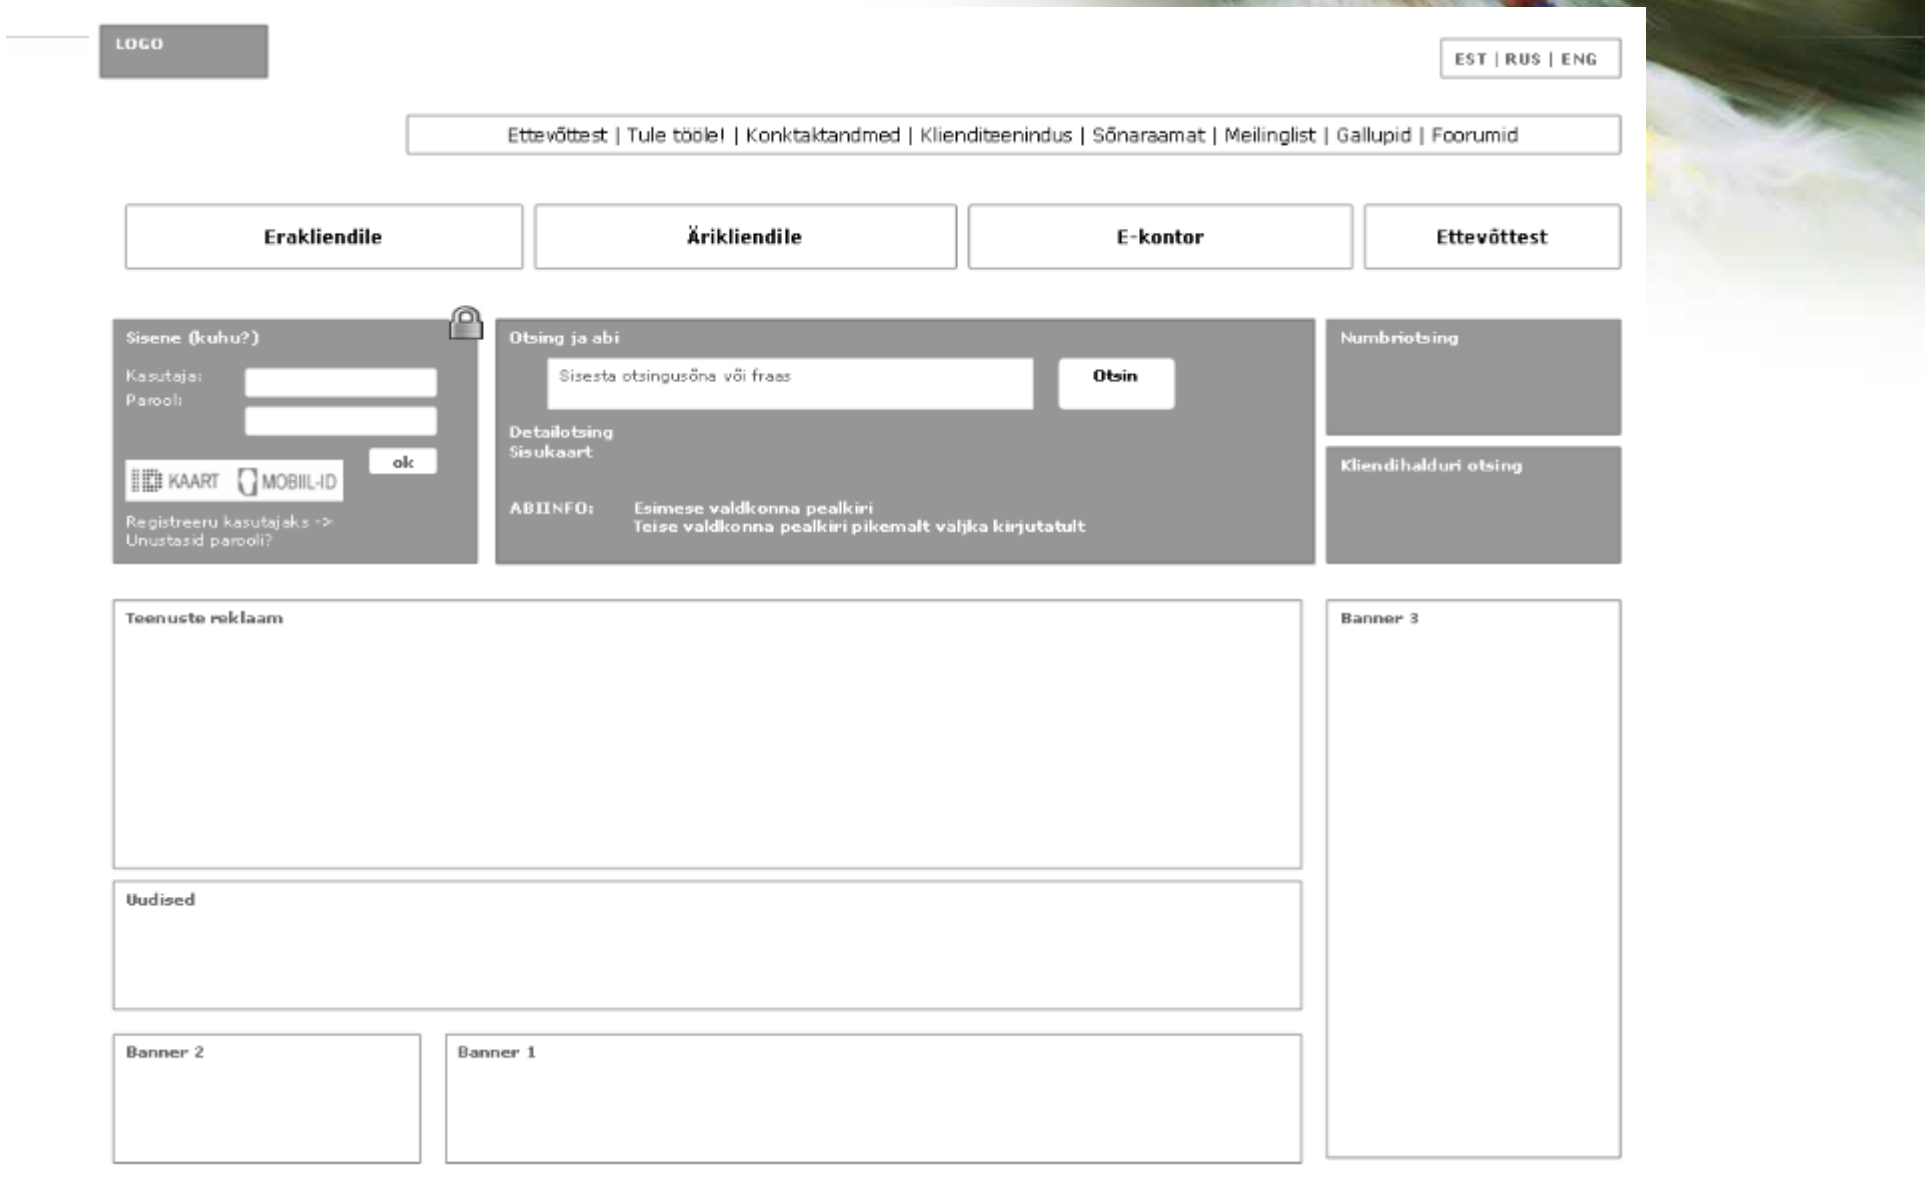 LOGO
EST | RUS | ENG
Ettevõttest | Tule tööle! | Konktaktandmed | Klienditeenindus | Sõnaraamat | Meilinglist | Gallupid | Foorumid
Erakliendile
Ärikliendile
E-kontor
Ettevõttest
Sisene (kuhu?)
Kasutaja:
Parool:
ok
ID KAART MOBIIL-ID
Registreeru kasutajaks ->
Unustasid parooli?
Otsing ja abi
Sisesta otsingusõna või fraas
Otsin
Detailotsing
Sisukaart
ABIINFO: Esimese valdkonna pealkiri
Teise valdkonna pealkiri pikemalt valjka kirjutatult
Numbriotsing
Kliendihalduri otsing
Teenuste reklaam
Banner 3
Uudised
Banner 2
Banner 1